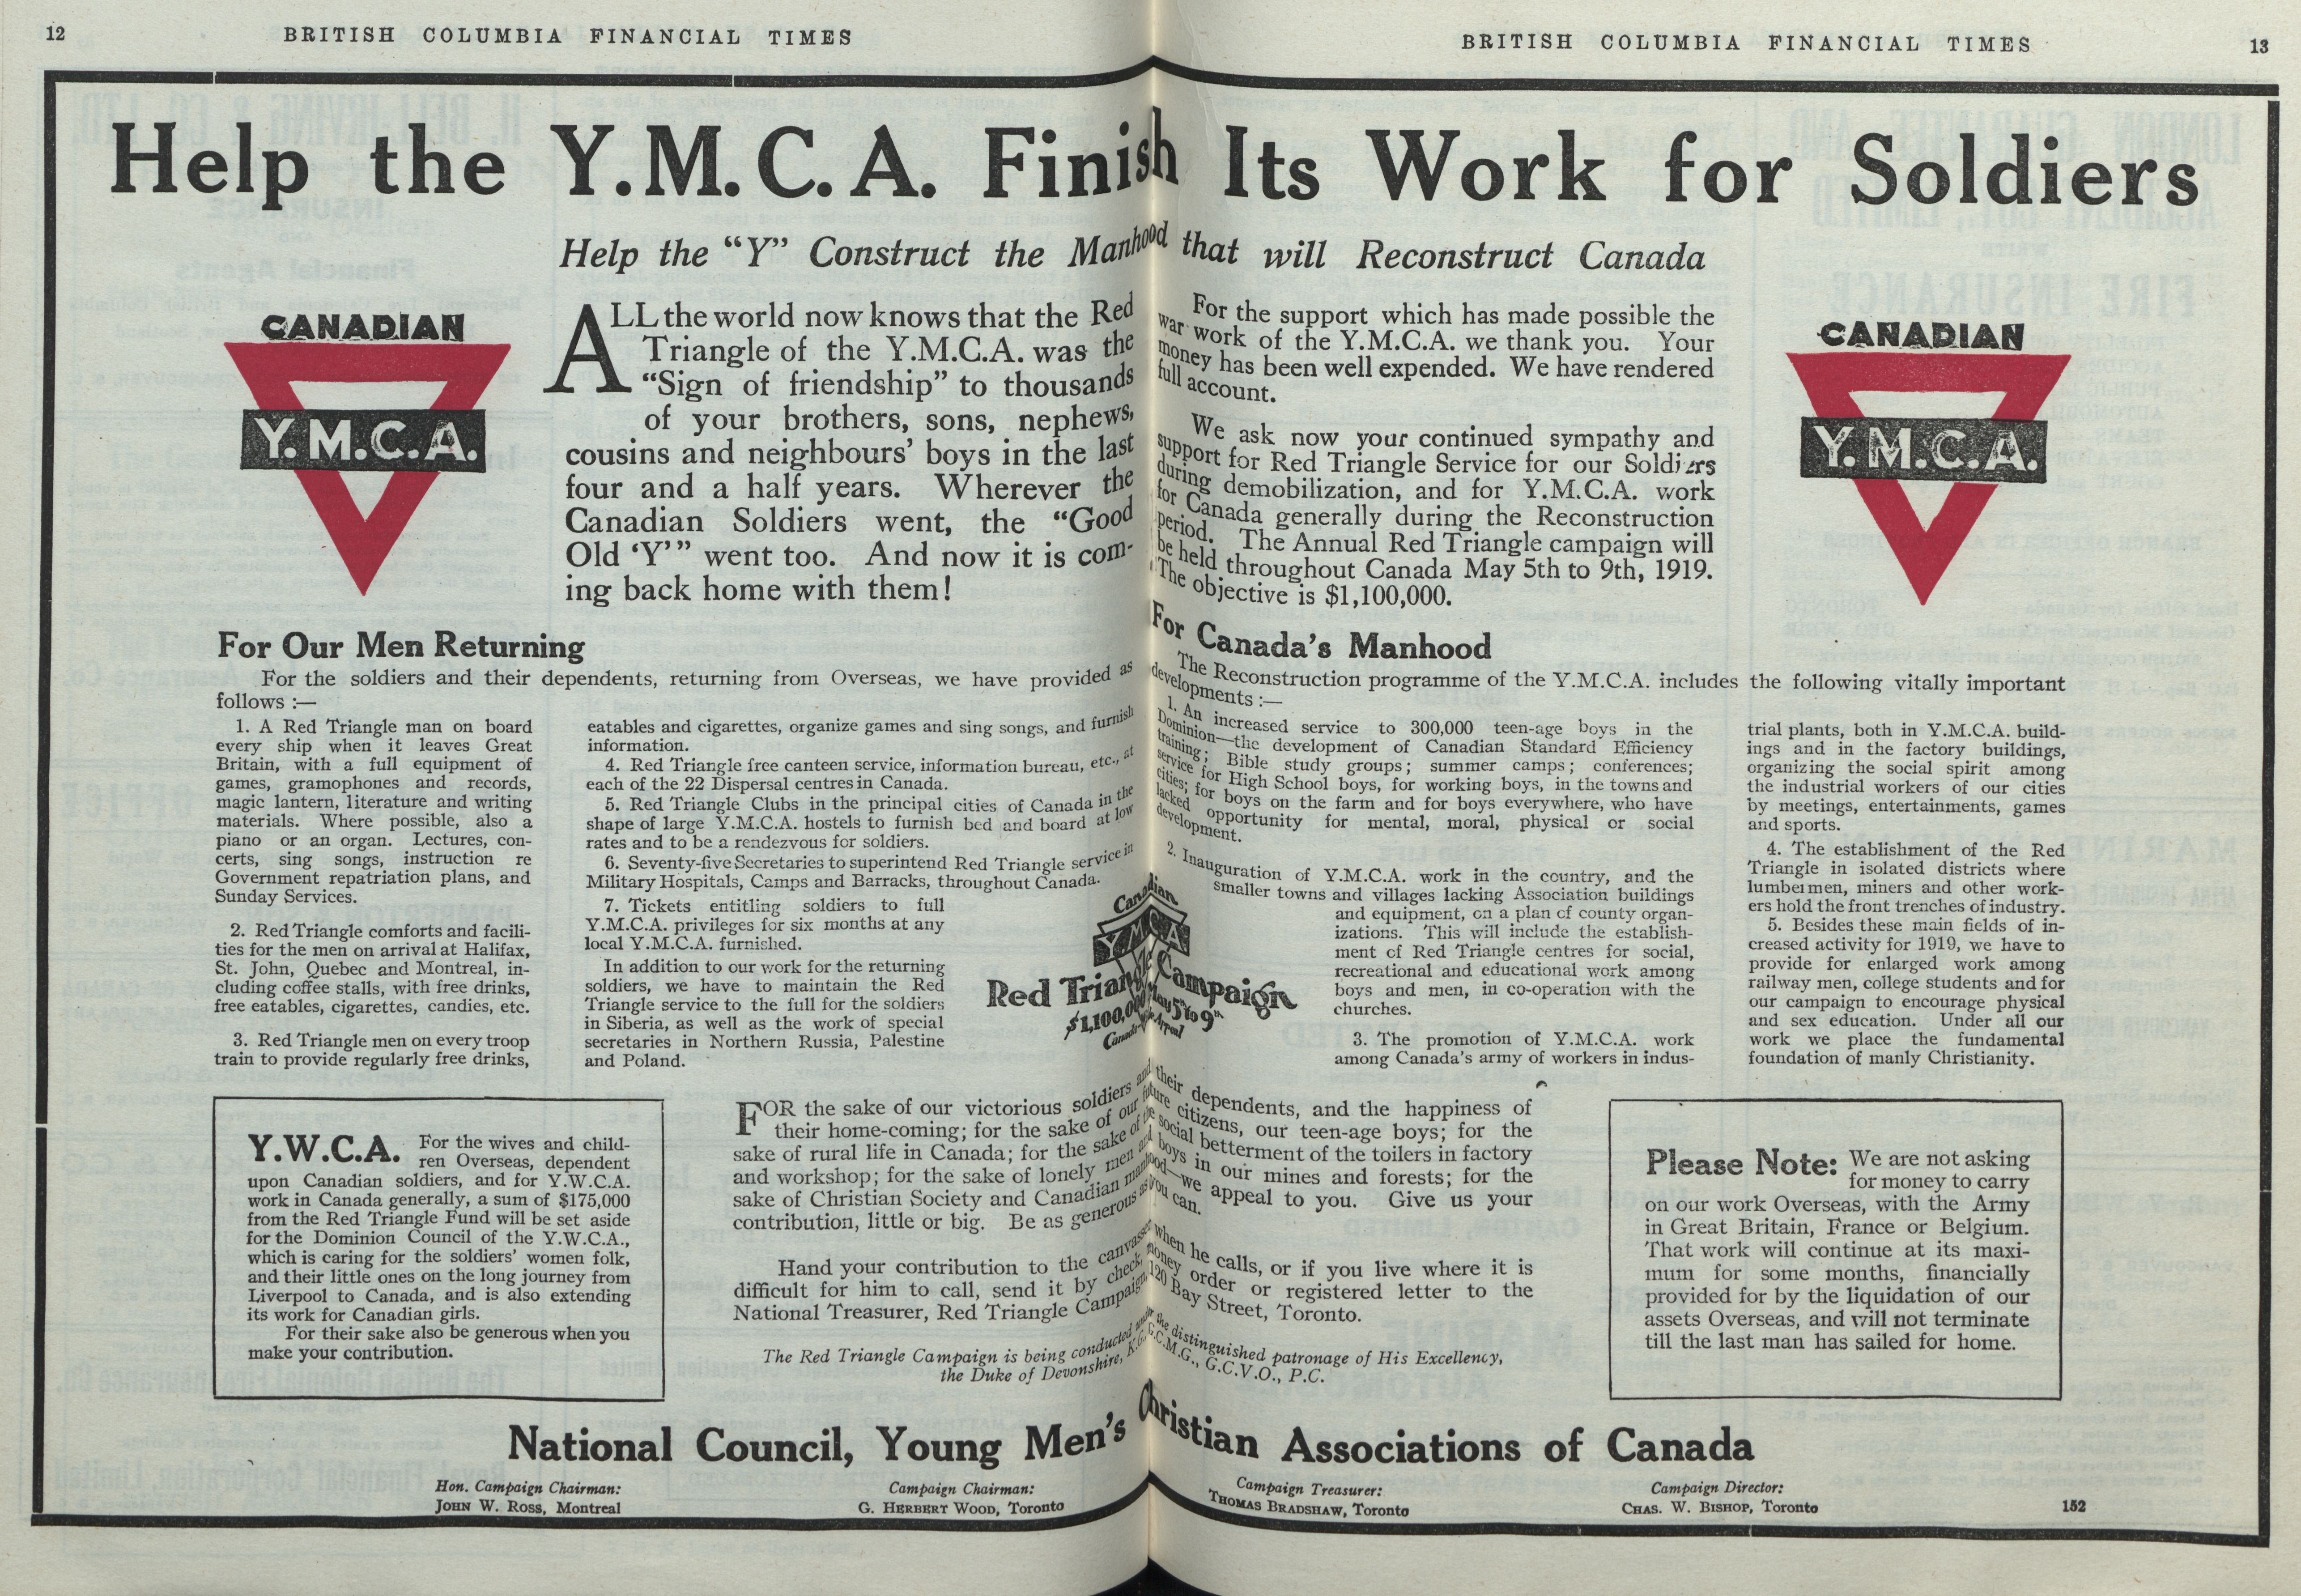 12
BRITISH COLUMBIA FINANCIAL TIMES
BRITISH COLUMBIA FINANCIAL TIMES
13
Help the Y.M.C.A. Finish Its Work for Soldiers
Help the "Y" Construct the Manhood that will Reconstruct Canada
CANADIAN
Y.M.C.A.
ALL the world now knows that the Red
Triangle of the Y.M.C.A. was the
"Sign of friendship" to thousands
of your brothers, sons, nephews,
cousins and neighbours' boys in the last
four and a half years. Wherever the
Canadian Soldiers went, the "Good
Old 'Y'" went too. And now it is com-
ing back home with them!
For the support which has made possible the
war work of the Y.M.C.A. we thank you. Your
money has been well expended. We have rendered
full account.
We ask now your continued sympathy and
support for Red Triangle Service for our Soldiers
during demobilization, and for Y.M.C.A. work
for Canada generally during the Reconstruction
period. The Annual Red Triangle campaign will
be held throughout Canada May 5th to 9th, 1919.
The objective is $1,100,000.
CANADIAN
Y.M.C.A.
For Our Men Returning
For the soldiers and their dependents, returning from Overseas, we have provided as
follows :—
1. A Red Triangle man on board
every ship when it leaves Great
Britain, with a full equipment of
games, gramophones and records,
magic lantern, literature and writing
materials. Where possible, also a
piano or an organ. Lectures, con-
certs, sing songs, instruction re
Government repatriation plans, and
Sunday Services.
2. Red Triangle comforts and facili-
ties for the men on arrival at Halifax,
St. John, Quebec and Montreal, in-
cluding coffee stalls, with free drinks,
free eatables, cigarettes, candies, etc.
3. Red Triangle men on every troop
train to provide regularly free drinks,
eatables and cigarettes, organize games and sing songs, and furnish
information.
4. Red Triangle free canteen service, information bureau, etc., at
each of the 22 Dispersal centres in Canada.
5. Red Triangle Clubs in the principal cities of Canada in the
shape of large Y.M.C.A. hostels to furnish bed and board at low
rates and to be a rendezvous for soldiers.
6. Seventy-five Secretaries to superintend Red Triangle service in
Military Hospitals, Camps and Barracks, throughout Canada.
7. Tickets entitling soldiers to full
Y.M.C.A. privileges for six months at any
local Y.M.C.A. furnished.
In addition to our work for the returning
soldiers, we have to maintain the Red
Triangle service to the full for the soldiers
in Siberia, as well as the work of special
secretaries in Northern Russia, Palestine
and Poland.
Canadian
YMCA
Red Triangle Campaign
$1,100,000 May 5 to 9th
Appeal
For Canada's Manhood
The Reconstruction programme of the Y.M.C.A. includes the following vitally important
developments :—
1. An increased service to 300,000 teen-age boys in the
Dominion—the development of Canadian Standard Efficiency
training; Bible study groups; summer camps; conferences;
service for High School boys, for working boys, in the towns and
cities; for boys on the farm and for boys everywhere, who have
lacked opportunity for mental, moral, physical or social
development.
2. Inauguration of Y.M.C.A. work in the country, and the
smaller towns and villages lacking Association buildings
and equipment, on a plan of county organ-
izations. This will include the establish-
ment of Red Triangle centres for social,
recreational and educational work among
boys and men, in co-operation with the
churches.
3. The promotion of Y.M.C.A. work
among Canada's army of workers in indus-
trial plants, both in Y.M.C.A. build-
ings and in the factory buildings,
organizing the social spirit among
the industrial workers of our cities
by meetings, entertainments, games
and sports.
4. The establishment of the Red
Triangle in isolated districts where
lumbermen, miners and other work-
ers hold the front trenches of industry.
5. Besides these main fields of in-
creased activity for 1919, we have to
provide for enlarged work among
railway men, college students and for
our campaign to encourage physical
and sex education. Under all our
work we place the fundamental
foundation of manly Christianity.
Y.W.C.A. For the wives and child-
ren Overseas, dependent
upon Canadian soldiers, and for Y.W.C.A.
work in Canada generally, a sum of $175,000
from the Red Triangle Fund will be set aside
for the Dominion Council of the Y.W.C.A.,
which is caring for the soldiers' women folk,
and their little ones on the long journey from
Liverpool to Canada, and is also extending
its work for Canadian girls.
For their sake also be generous when you
make your contribution.
FOR the sake of our victorious soldiers and their dependents, and the happiness of
their home-coming; for the sake of our future citizens, our teen-age boys; for the
sake of rural life in Canada; for the sake of the social betterment of the toilers in factory
and workshop; for the sake of lonely men and boys in our mines and forests; for the
sake of Christian Society and Canadian manhood—we appeal to you. Give us your
contribution, little or big. Be as generous as you can.
Hand your contribution to the canvasser when he calls, or if you live where it is
difficult for him to call, send it by check, money order or registered letter to the
National Treasurer, Red Triangle Campaign, 120 Bay Street, Toronto.
The Red Triangle Campaign is being conducted under the distinguished patronage of His Excellency,
the Duke of Devonshire, K.G., G.C.M.G., G.C.V.O., P.C.
Please Note: We are not asking
for money to carry
on our work Overseas, with the Army
in Great Britain, France or Belgium.
That work will continue at its maxi-
mum for some months, financially
provided for by the liquidation of our
assets Overseas, and will not terminate
till the last man has sailed for home.
National Council, Young Men's Christian Associations of Canada
Hon. Campaign Chairman:
JOHN W. ROSS, Montreal
Campaign Chairman:
G. HERBERT WOOD, Toronto
Campaign Treasurer:
THOMAS BRADSHAW, Toronto
Campaign Director:
CHAS. W. BISHOP, Toronto
152